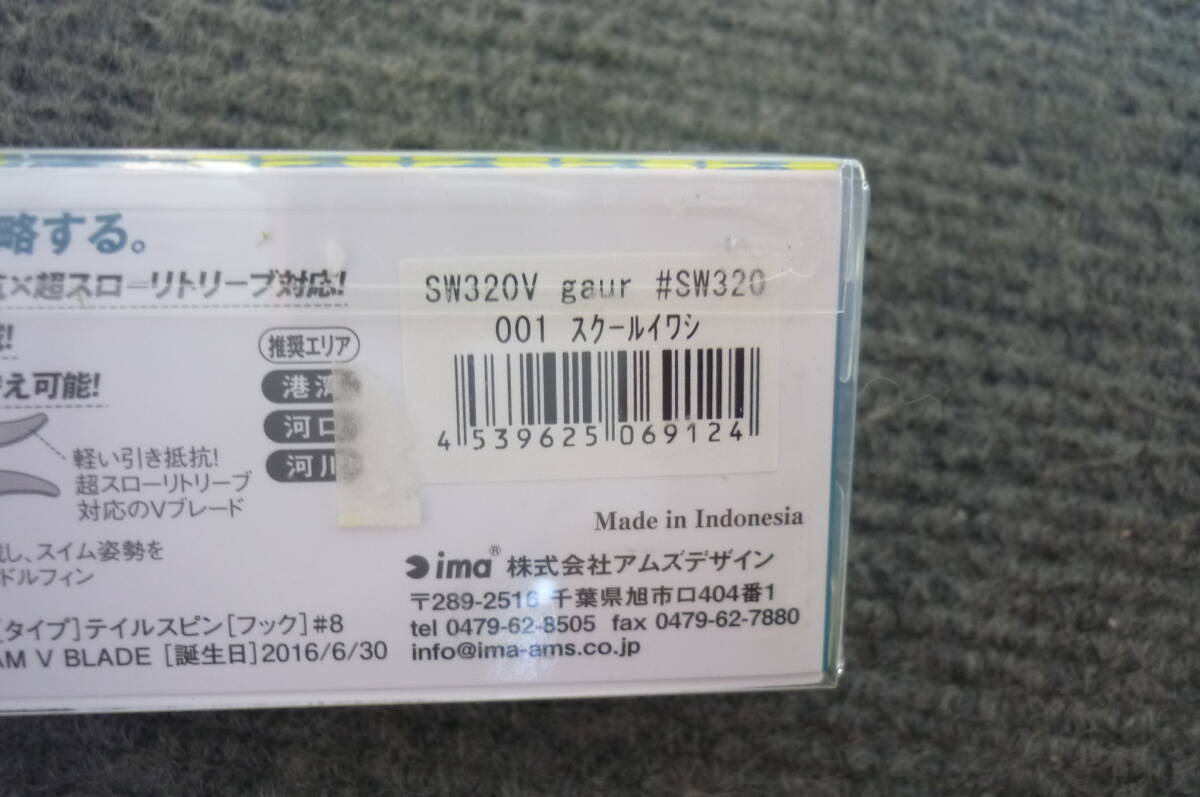 略する。
×超スローリトリーブ対応!
え可能!
推奨エリア
港湾
河口
河川
軽い引き抵抗!
超スローリトリーブ
対応のVブレード
し、スイム姿勢を
ドルフィン
[タイプ]テイルスピン[フック]#8
AM V BLADE [誕生日]2016/6/30
SW320V gaur #SW320
001 スクールイワシ
4 539625 069124
Made in Indonesia
ima® 株式会社アムズデザイン
〒289-2516 千葉県旭市ロ404番1
tel 0479-62-8505 fax 0479-62-7880
info@ima-ams.co.jp